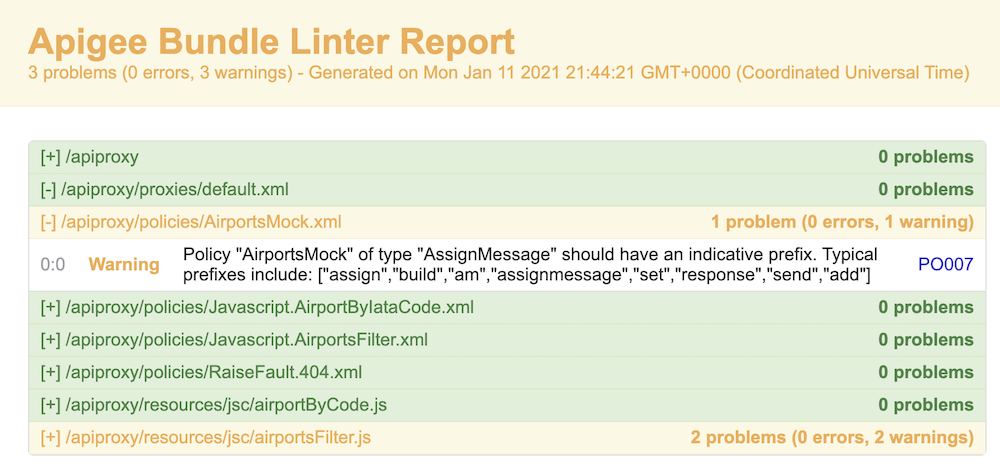 Apigee Bundle Linter Report
3 problems (0 errors, 3 warnings) - Generated on Mon Jan 11 2021 21:44:21 GMT+0000 (Coordinated Universal Time)
[+] /apiproxy 0 problems
[-] /apiproxy/proxies/default.xml 0 problems
[-] /apiproxy/policies/AirportsMock.xml 1 problem (0 errors, 1 warning)
0:0 Warning Policy "AirportsMock" of type "AssignMessage" should have an indicative prefix. Typical PO007
prefixes include: ["assign","build","am","assignmessage","set","response","send","add"]
[+] /apiproxy/policies/Javascript.AirportByIataCode.xml 0 problems
[+] /apiproxy/policies/Javascript.AirportsFilter.xml 0 problems
[+] /apiproxy/policies/RaiseFault.404.xml 0 problems
[+] /apiproxy/resources/jsc/airportByCode.js 0 problems
[+] /apiproxy/resources/jsc/airportsFilter.js 2 problems (0 errors, 2 warnings)